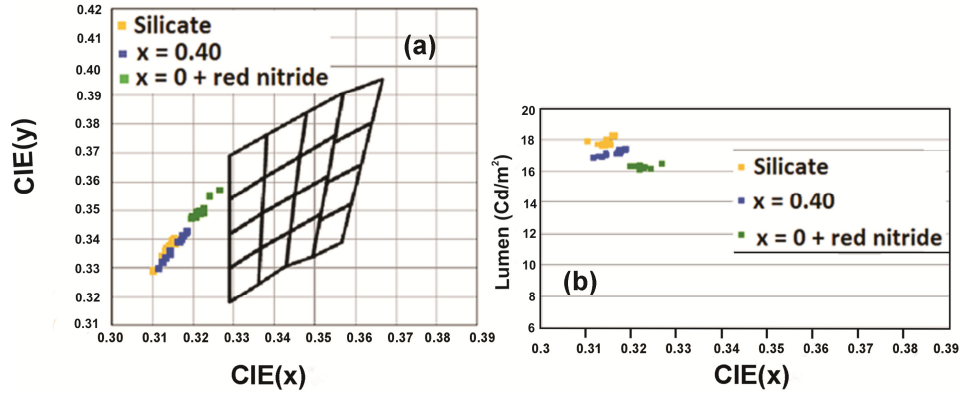 0.42
0.41
0.40
0.39
0.38
0.37
0.36
0.35
0.34
0.33
0.32
0.31
CIE(y)
Silicate
x = 0.40
x = 0 + red nitride
(a)
0.30 0.31 0.32 0.33 0.34 0.35 0.36 0.37 0.38 0.39
CIE(x)
20
18
16
14
12
10
8
6
Lumen (Cd/m²)
Silicate
x = 0.40
x = 0 + red nitride
(b)
0.3 0.31 0.32 0.33 0.34 0.35 0.36 0.37 0.38 0.39
CIE(x)